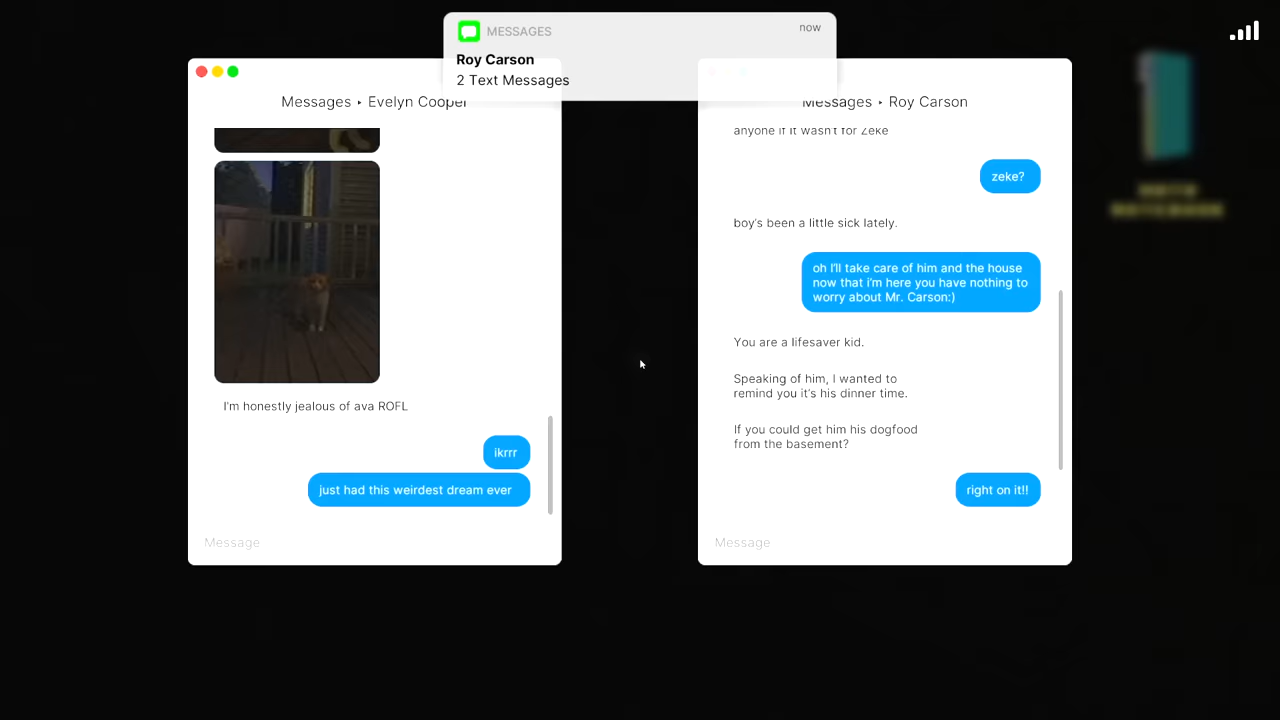 MESSAGES
now
Roy Carson
2 Text Messages
Messages ▸ Evelyn Cooper
I'm honestly jealous of ava ROFL
ikrrr
just had this weirdest dream ever
Message
Messages ▸ Roy Carson
anyone if it wasn't for Zeke
zeke?
boy's been a little sick lately.
oh I'll take care of him and the house
now that i'm here you have nothing to
worry about Mr. Carson:)
You are a lifesaver kid.
Speaking of him, I wanted to
remind you it's his dinner time.
If you could get him his dogfood
from the basement?
right on it!!
Message